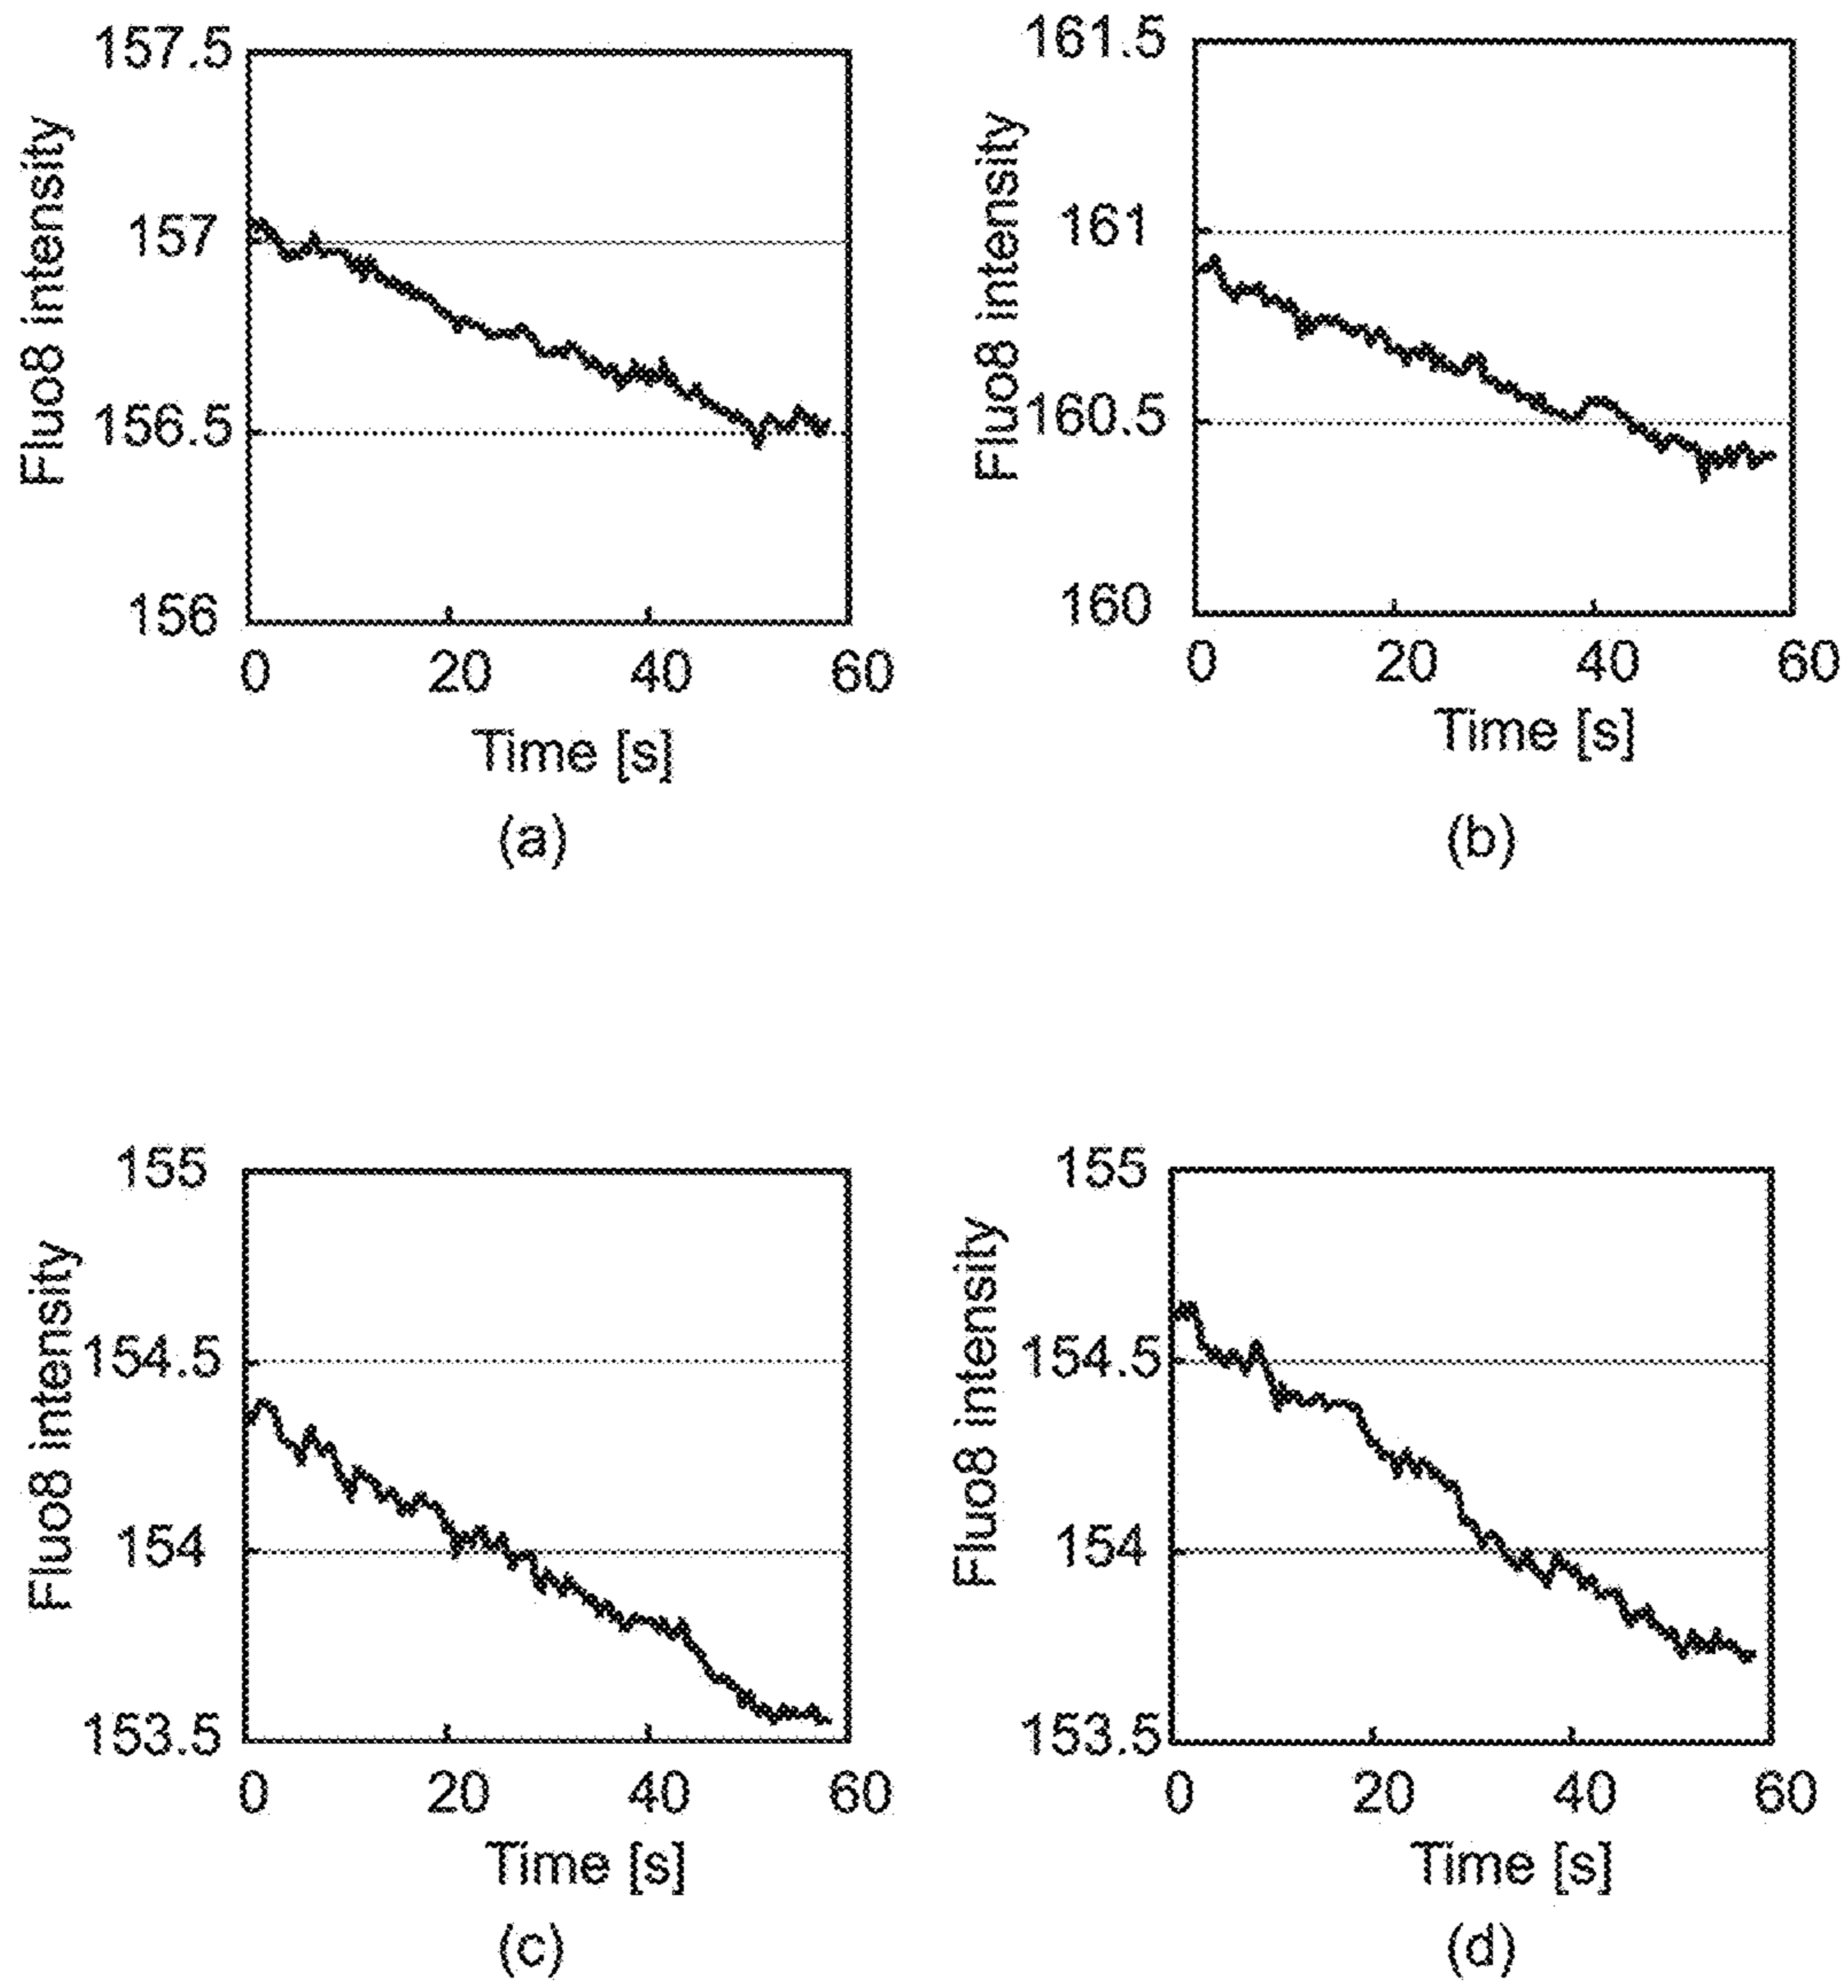 157.5
157
156.5
156
Fluo8 intensity
0 20 40 60
Time [s]
(a)
161.5
161
160.5
160
Fluo8 intensity
0 20 40 60
Time [s]
(b)
155
154.5
154
153.5
Fluo8 intensity
0 20 40 60
Time [s]
(c)
155
154.5
154
153.5
Fluo8 intensity
0 20 40 60
Time [s]
(d)